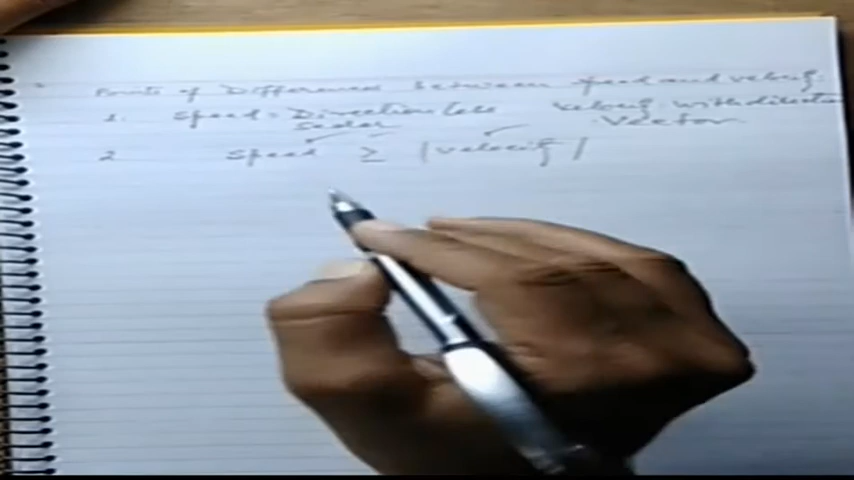 Points of Difference between speed and velocity.
1. Speed = Directionless velocity : with direction
Scalar Vector
2 speed ≥ |velocity|